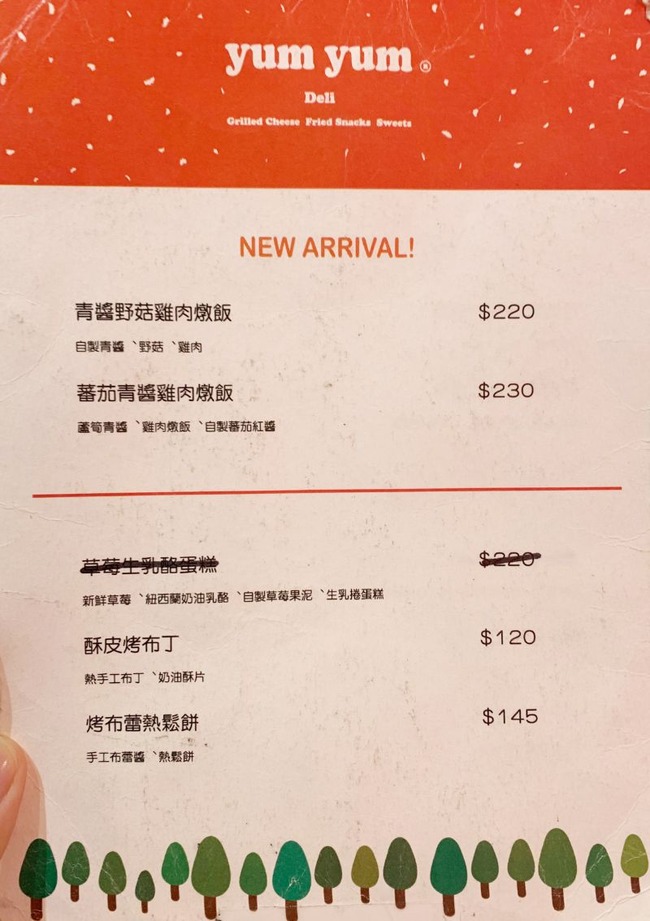 yum yum ®
Deli
Grilled Cheese Fried Snacks Sweets
NEW ARRIVAL!
青醬野菇雞肉燉飯 $220
自製青醬、野菇、雞肉
蕃茄青醬雞肉燉飯 $230
蘆筍青醬、雞肉燉飯、自製蕃茄紅醬
草莓生乳酪蛋糕 $220
新鮮草莓、紐西蘭奶油乳酪、自製草莓果泥、生乳捲蛋糕
酥皮烤布丁 $120
熱手工布丁、奶油酥片
烤布蕾熱鬆餅 $145
手工布蕾醬、熱鬆餅